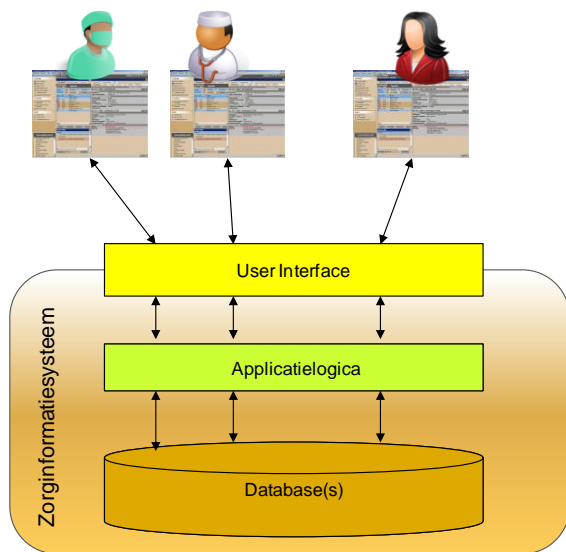 User Interface
Applicatielogica
Database(s)
Zorginformatiesysteem